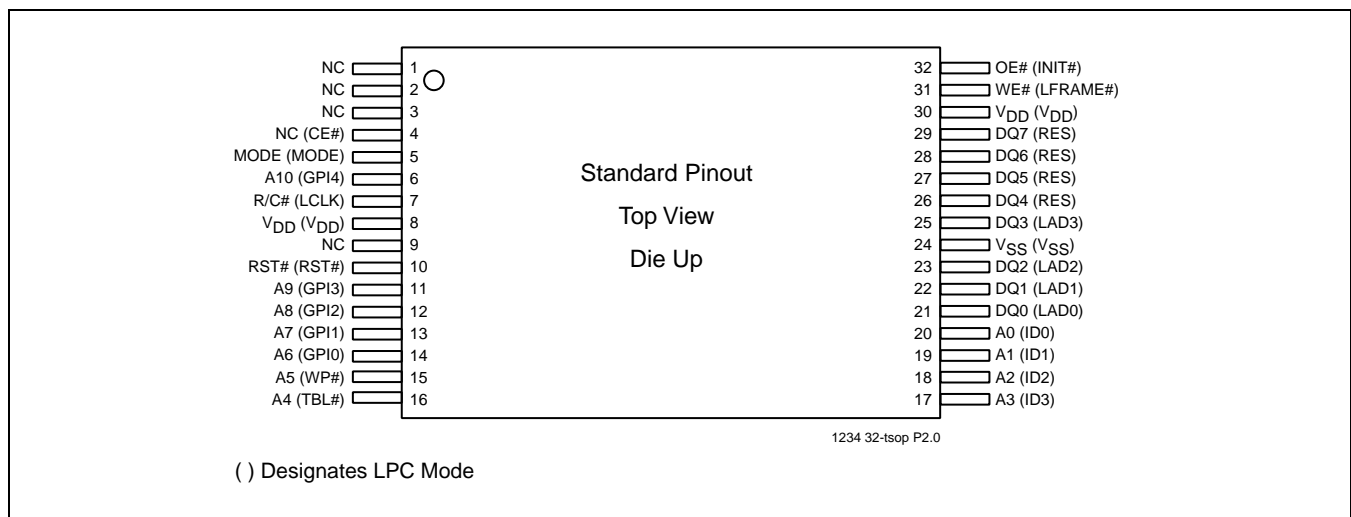 NC 1
NC 2
NC 3
NC (CE#) 4
MODE (MODE) 5
A10 (GPI4) 6
R/C# (LCLK) 7
VDD (VDD) 8
NC 9
RST# (RST#) 10
A9 (GPI3) 11
A8 (GPI2) 12
A7 (GPI1) 13
A6 (GPI0) 14
A5 (WP#) 15
A4 (TBL#) 16
Standard Pinout
Top View
Die Up
32 OE# (INIT#)
31 WE# (LFRAME#)
30 VDD (VDD)
29 DQ7 (RES)
28 DQ6 (RES)
27 DQ5 (RES)
26 DQ4 (RES)
25 DQ3 (LAD3)
24 VSS (VSS)
23 DQ2 (LAD2)
22 DQ1 (LAD1)
21 DQ0 (LAD0)
20 A0 (ID0)
19 A1 (ID1)
18 A2 (ID2)
17 A3 (ID3)
1234 32-tsop P2.0
( ) Designates LPC Mode